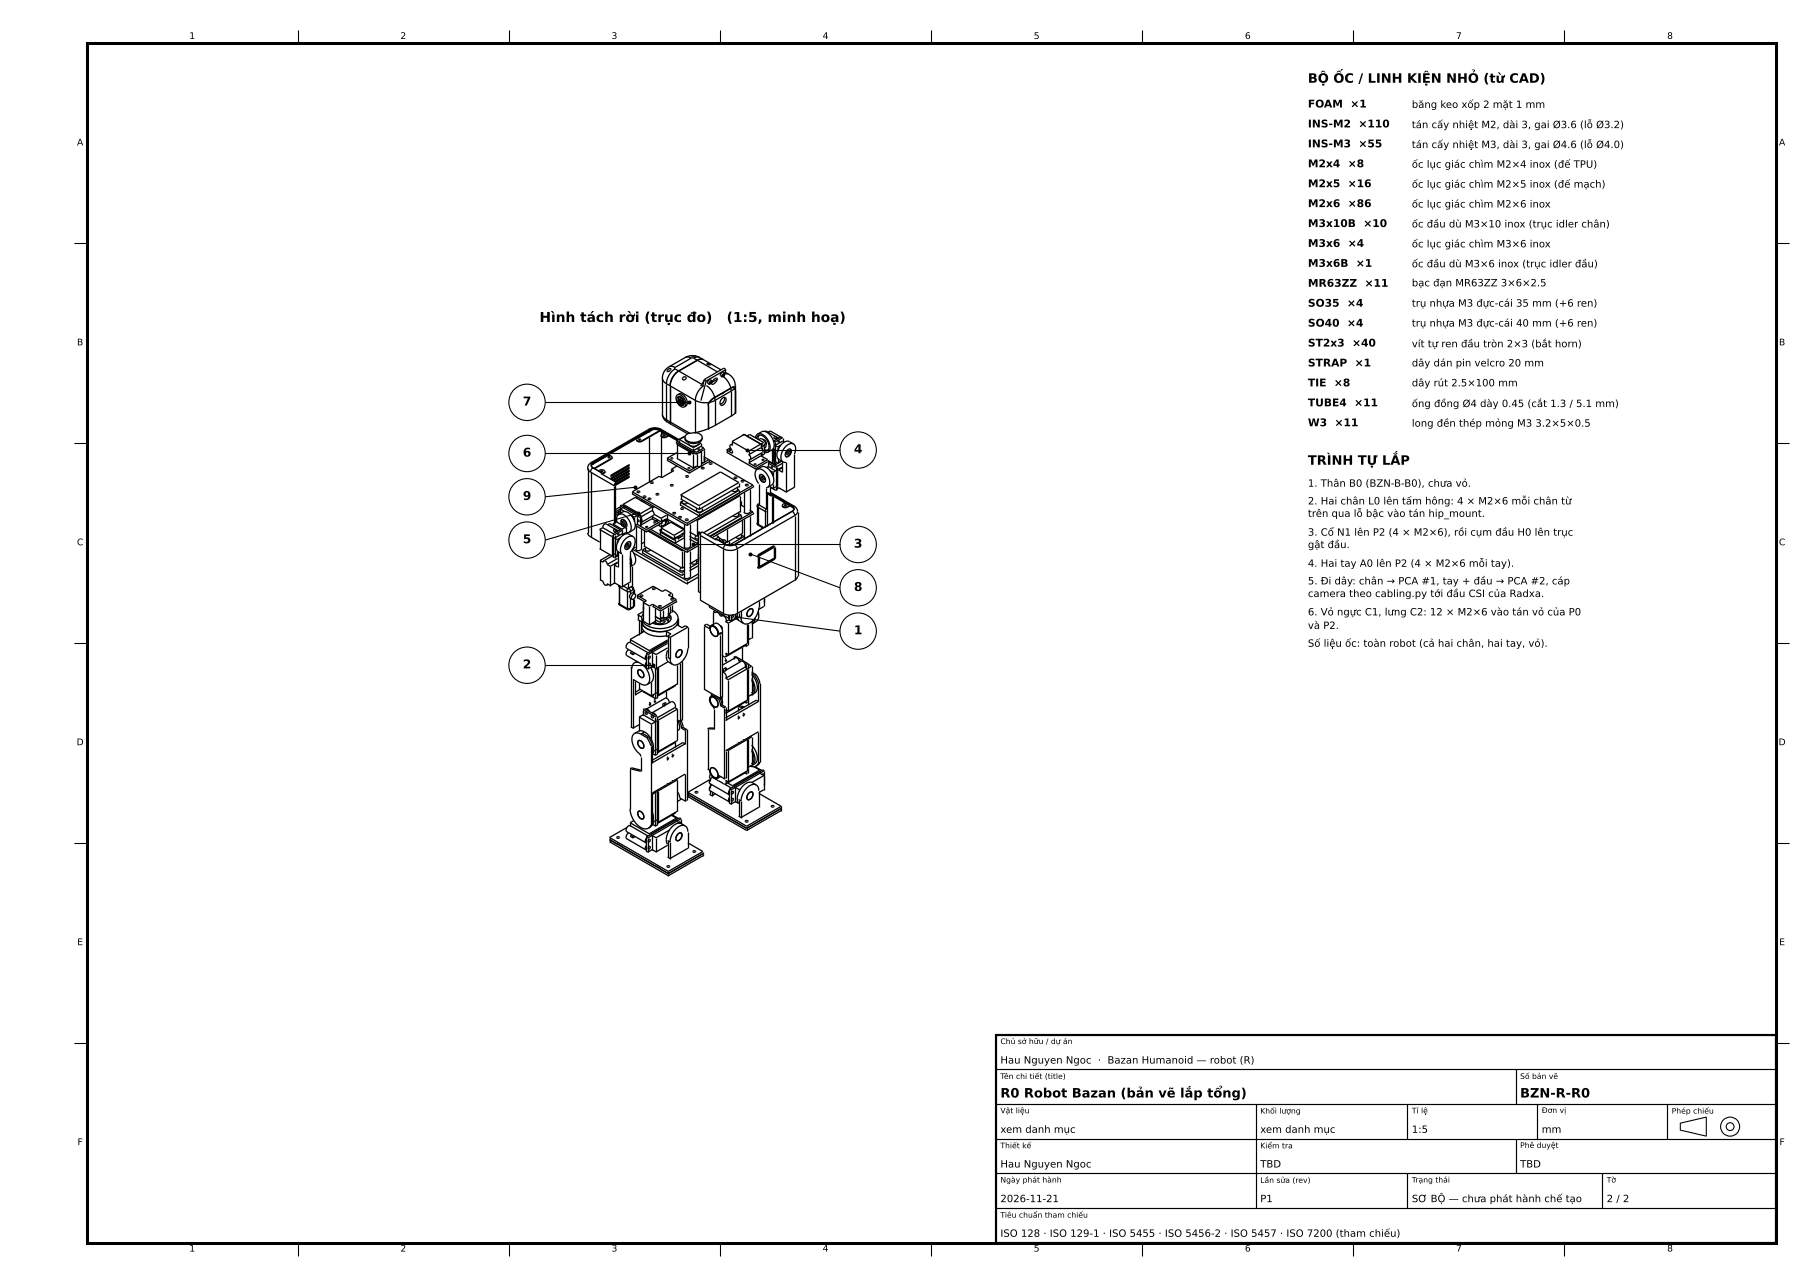 1 2 3 4 5 6 7 8
A
B
C
D
E
F
A
B
C
D
E
F
BỘ ỐC / LINH KIỆN NHỎ (từ CAD)
FOAM ×1 băng keo xốp 2 mặt 1 mm
INS-M2 ×110 tán cấy nhiệt M2, dài 3, gai Ø3.6 (lỗ Ø3.2)
INS-M3 ×55 tán cấy nhiệt M3, dài 3, gai Ø4.6 (lỗ Ø4.0)
M2x4 ×8 ốc lục giác chìm M2×4 inox (đế TPU)
M2x5 ×16 ốc lục giác chìm M2×5 inox (đế mạch)
M2x6 ×86 ốc lục giác chìm M2×6 inox
M3x10B ×10 ốc đầu dù M3×10 inox (trục idler chân)
M3x6 ×4 ốc lục giác chìm M3×6 inox
M3x6B ×1 ốc đầu dù M3×6 inox (trục idler đầu)
MR63ZZ ×11 bạc đạn MR63ZZ 3×6×2.5
SO35 ×4 trụ nhựa M3 đực-cái 35 mm (+6 ren)
SO40 ×4 trụ nhựa M3 đực-cái 40 mm (+6 ren)
ST2x3 ×40 vít tự ren đầu tròn 2×3 (bắt horn)
STRAP ×1 dây dán pin velcro 20 mm
TIE ×8 dây rút 2.5×100 mm
TUBE4 ×11 ống đồng Ø4 dày 0.45 (cắt 1.3 / 5.1 mm)
W3 ×11 long đền thép mỏng M3 3.2×5×0.5
TRÌNH TỰ LẮP
1. Thân B0 (BZN-B-B0), chưa vỏ.
2. Hai chân L0 lên tấm hông: 4 × M2×6 mỗi chân từ
trên qua lỗ bậc vào tán hip_mount.
3. Cổ N1 lên P2 (4 × M2×6), rồi cụm đầu H0 lên trục
gật đầu.
4. Hai tay A0 lên P2 (4 × M2×6 mỗi tay).
5. Đi dây: chân → PCA #1, tay + đầu → PCA #2, cáp
camera theo cabling.py tới đầu CSI của Radxa.
6. Vỏ ngực C1, lưng C2: 12 × M2×6 vào tán vỏ của P0
và P2.
Số liệu ốc: toàn robot (cả hai chân, hai tay, vỏ).
Hình tách rời (trục đo) (1:5, minh hoạ)
7
6
4
9
5
3
8
1
2
Chủ sở hữu / dự án
Hau Nguyen Ngoc · Bazan Humanoid — robot (R)
Tên chi tiết (title) Số bản vẽ
R0 Robot Bazan (bản vẽ lắp tổng) BZN-R-R0
Vật liệu Khối lượng Tỉ lệ Đơn vị Phép chiếu
xem danh mục xem danh mục 1:5 mm
Thiết kế Kiểm tra Phê duyệt
Hau Nguyen Ngoc TBD TBD
Ngày phát hành Lần sửa (rev) Trạng thái Tờ
2026-11-21 P1 SƠ BỘ — chưa phát hành chế tạo 2 / 2
Tiêu chuẩn tham chiếu
ISO 128 · ISO 129-1 · ISO 5455 · ISO 5456-2 · ISO 5457 · ISO 7200 (tham chiếu)
1 2 3 4 5 6 7 8